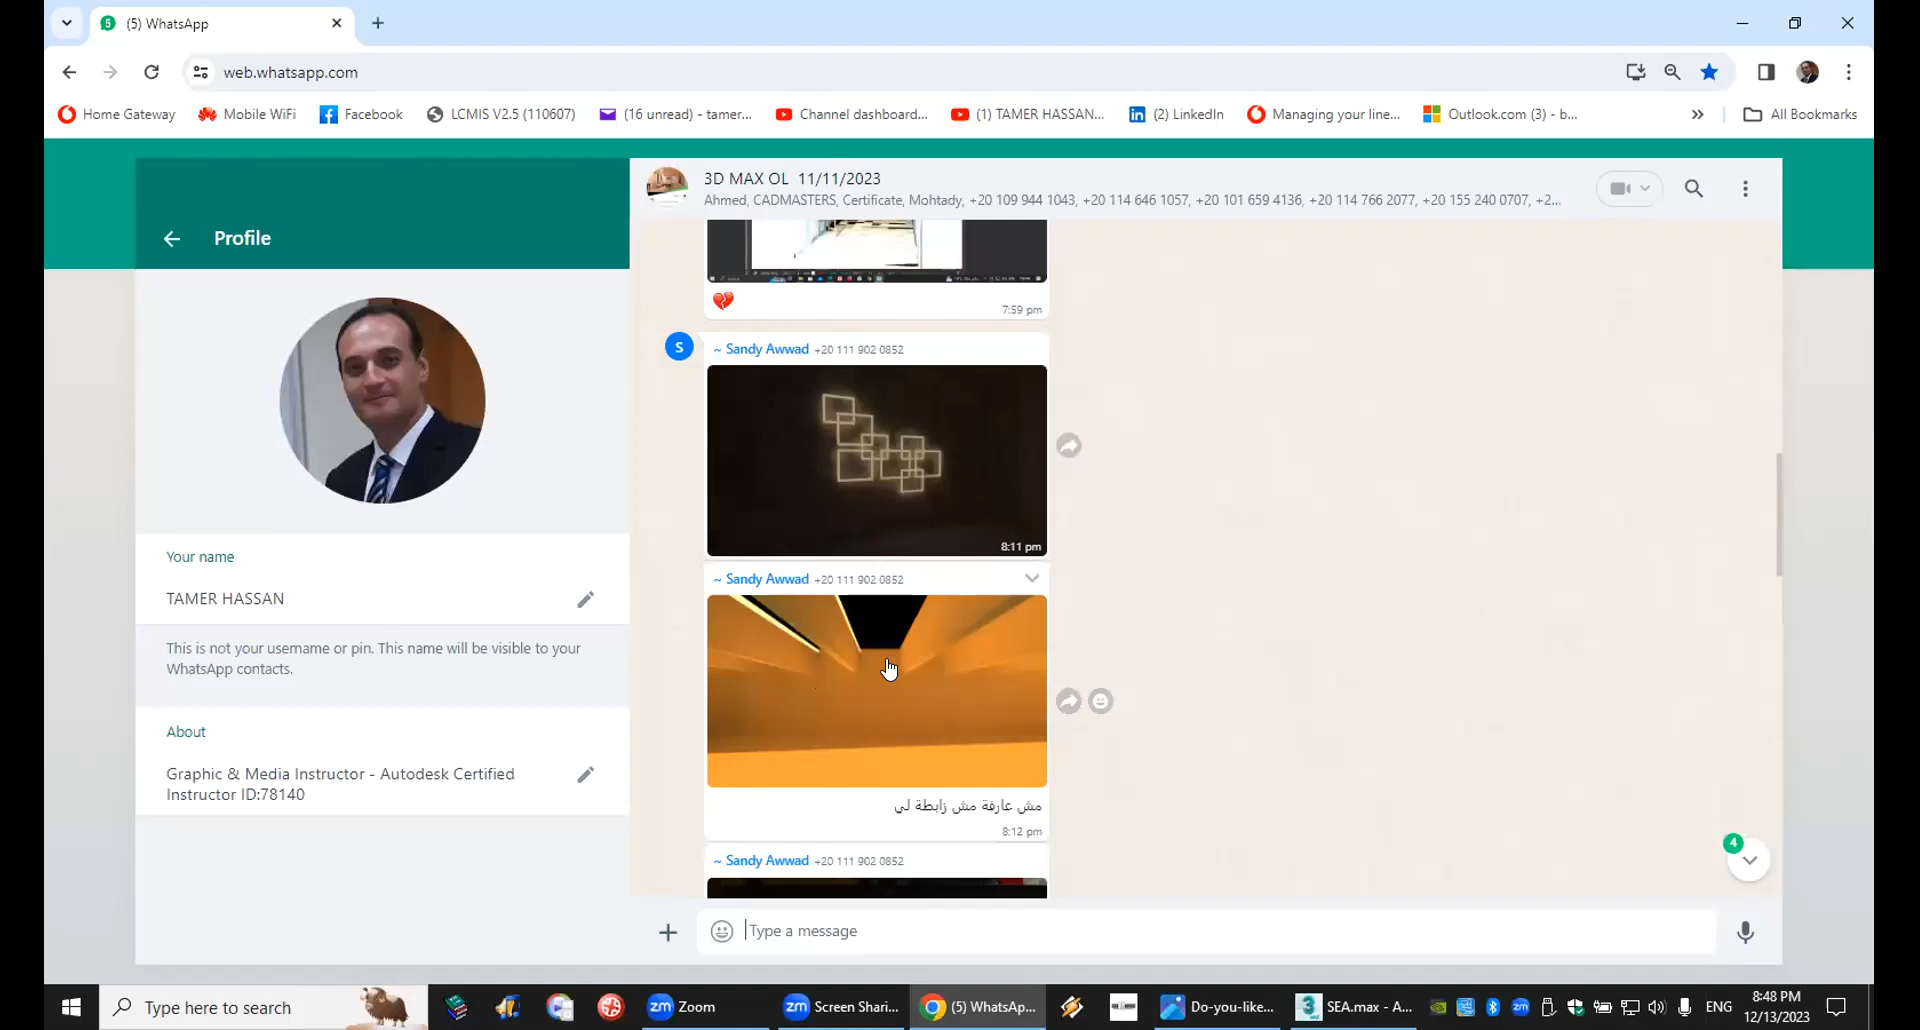 (5) WhatsApp
web.whatsapp.com
Home Gateway
Mobile WiFi
Facebook
LCMIS V2.5 (110607)
(16 unread) - tamer...
Channel dashboard...
(1) TAMER HASSAN...
(2) LinkedIn
Managing your line...
Outlook.com (3) - b...
»
All Bookmarks
Profile
Your name
TAMER HASSAN
This is not your username or pin. This name will be visible to your
WhatsApp contacts.
About
Graphic & Media Instructor - Autodesk Certified
Instructor ID:78140
3D MAX OL 11/11/2023
Ahmed, CADMASTERS, Certificate, Mohtady, +20 109 944 1043, +20 114 646 1057, +20 101 659 4136, +20 114 766 2077, +20 155 240 0707, +2...
💔
7:59 pm
S
~ Sandy Awwad +20 111 902 0852
8:11 pm
~ Sandy Awwad +20 111 902 0852
مش عارفة مش زابطة لي
8:12 pm
~ Sandy Awwad +20 111 902 0852
4
Type a message
Type here to search
zm Zoom
zm Screen Shari...
(5) WhatsAp...
Do-you-like...
3 SEA.max - A...
zm
ENG
8:48 PM
12/13/2023